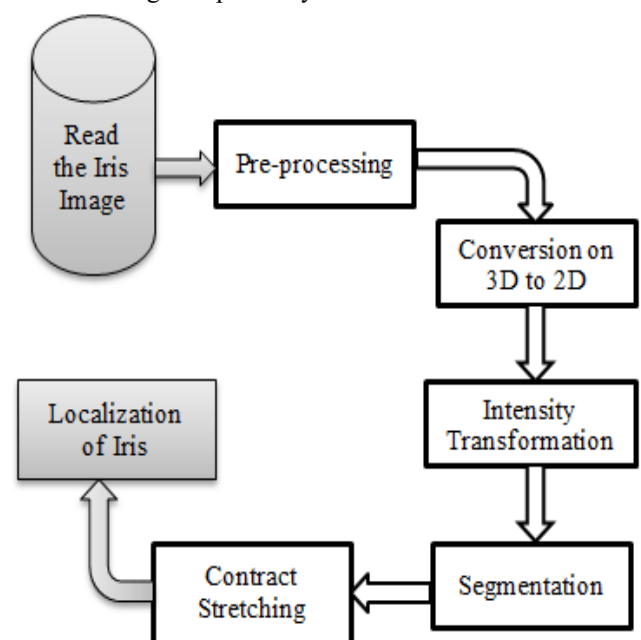 Read
the Iris
Image
Pre-processing
Conversion on
3D to 2D
Intensity
Transformation
Segmentation
Contract
Stretching
Localization
of Iris